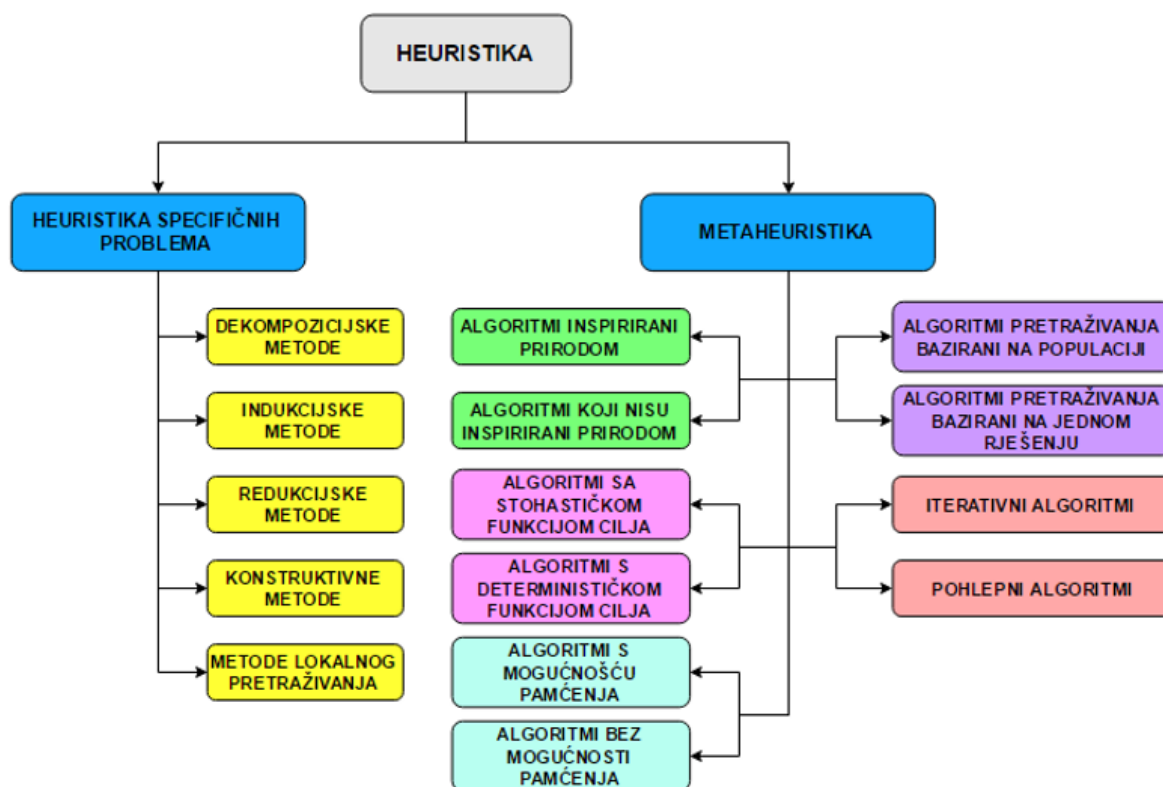 HEURISTIKA
HEURISTIKA SPECIFIČNIH
PROBLEMA
METAHEURISTIKA
DEKOMPOZICIJSKE
METODE
INDUKCIJSKE
METODE
REDUKCIJSKE
METODE
KONSTRUKTIVNE
METODE
METODE LOKALNOG
PRETRAŽIVANJA
ALGORITMI INSPIRIRANI
PRIRODOM
ALGORITMI KOJI NISU
INSPIRIRANI PRIRODOM
ALGORITMI SA
STOHASTIČKOM
FUNKCIJOM CILJA
ALGORITMI S
DETERMINISTIČKOM
FUNKCIJOM CILJA
ALGORITMI S
MOGUĆNOŠĆU
PAMĆENJA
ALGORITMI BEZ
MOGUĆNOSTI
PAMĆENJA
ALGORITMI PRETRAŽIVANJA
BAZIRANI NA POPULACIJI
ALGORITMI PRETRAŽIVANJA
BAZIRANI NA JEDNOM
RJEŠENJU
ITERATIVNI ALGORITMI
POHLEPNI ALGORITMI